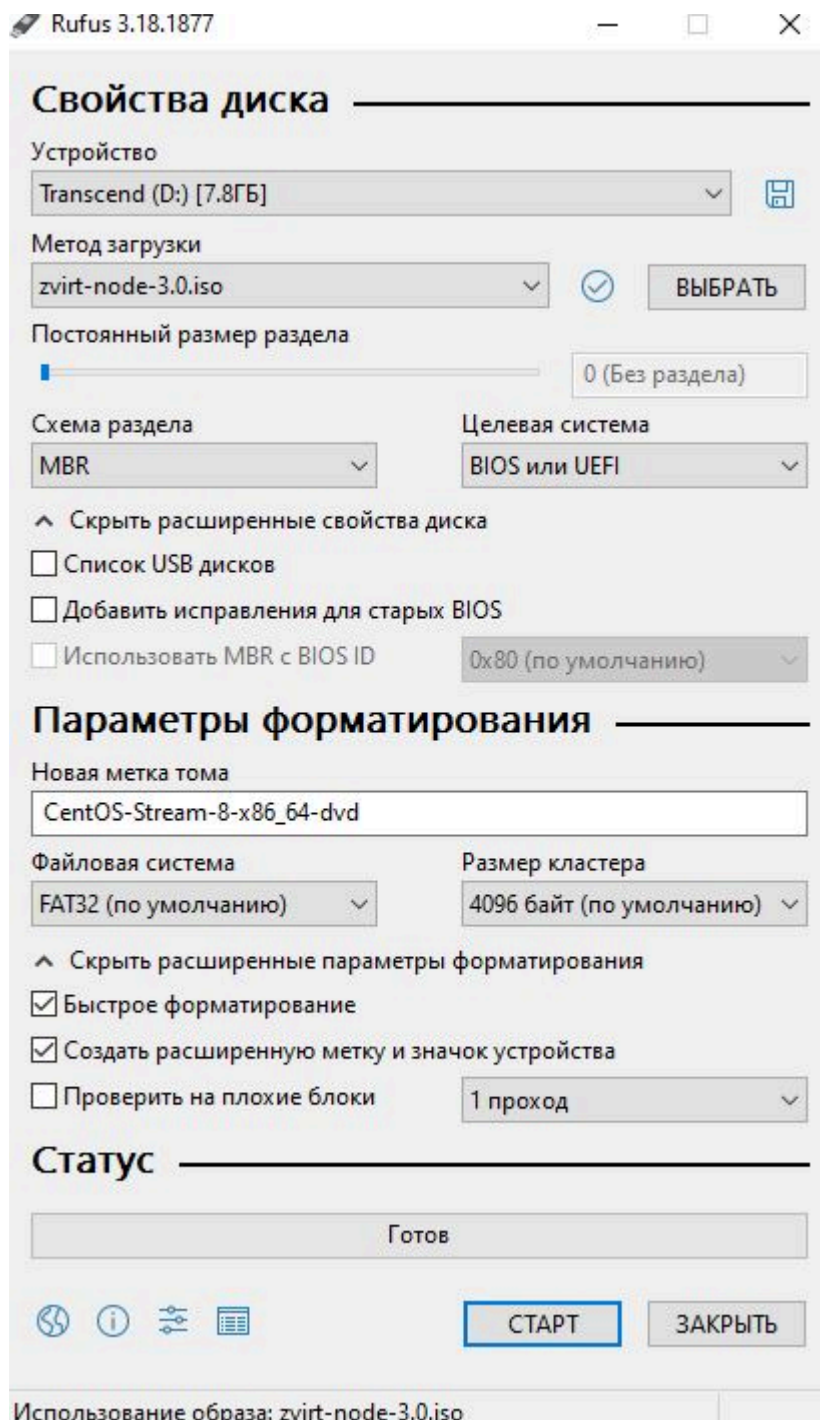 Rufus 3.18.1877
Свойства диска
Устройство
Transcend (D:) [7.8ГБ]
Метод загрузки
zvirt-node-3.0.iso
ВЫБРАТЬ
Постоянный размер раздела
0 (Без раздела)
Схема раздела
Целевая система
MBR
BIOS или UEFI
Скрыть расширенные свойства диска
Список USB дисков
Добавить исправления для старых BIOS
Использовать MBR с BIOS ID
0x80 (по умолчанию)
Параметры форматирования
Новая метка тома
CentOS-Stream-8-x86_64-dvd
Файловая система
Размер кластера
FAT32 (по умолчанию)
4096 байт (по умолчанию)
Скрыть расширенные параметры форматирования
Быстрое форматирование
Создать расширенную метку и значок устройства
Проверить на плохие блоки
1 проход
Статус
Готов
СТАРТ
ЗАКРЫТЬ
Использование образа: zvirt-node-3.0.iso